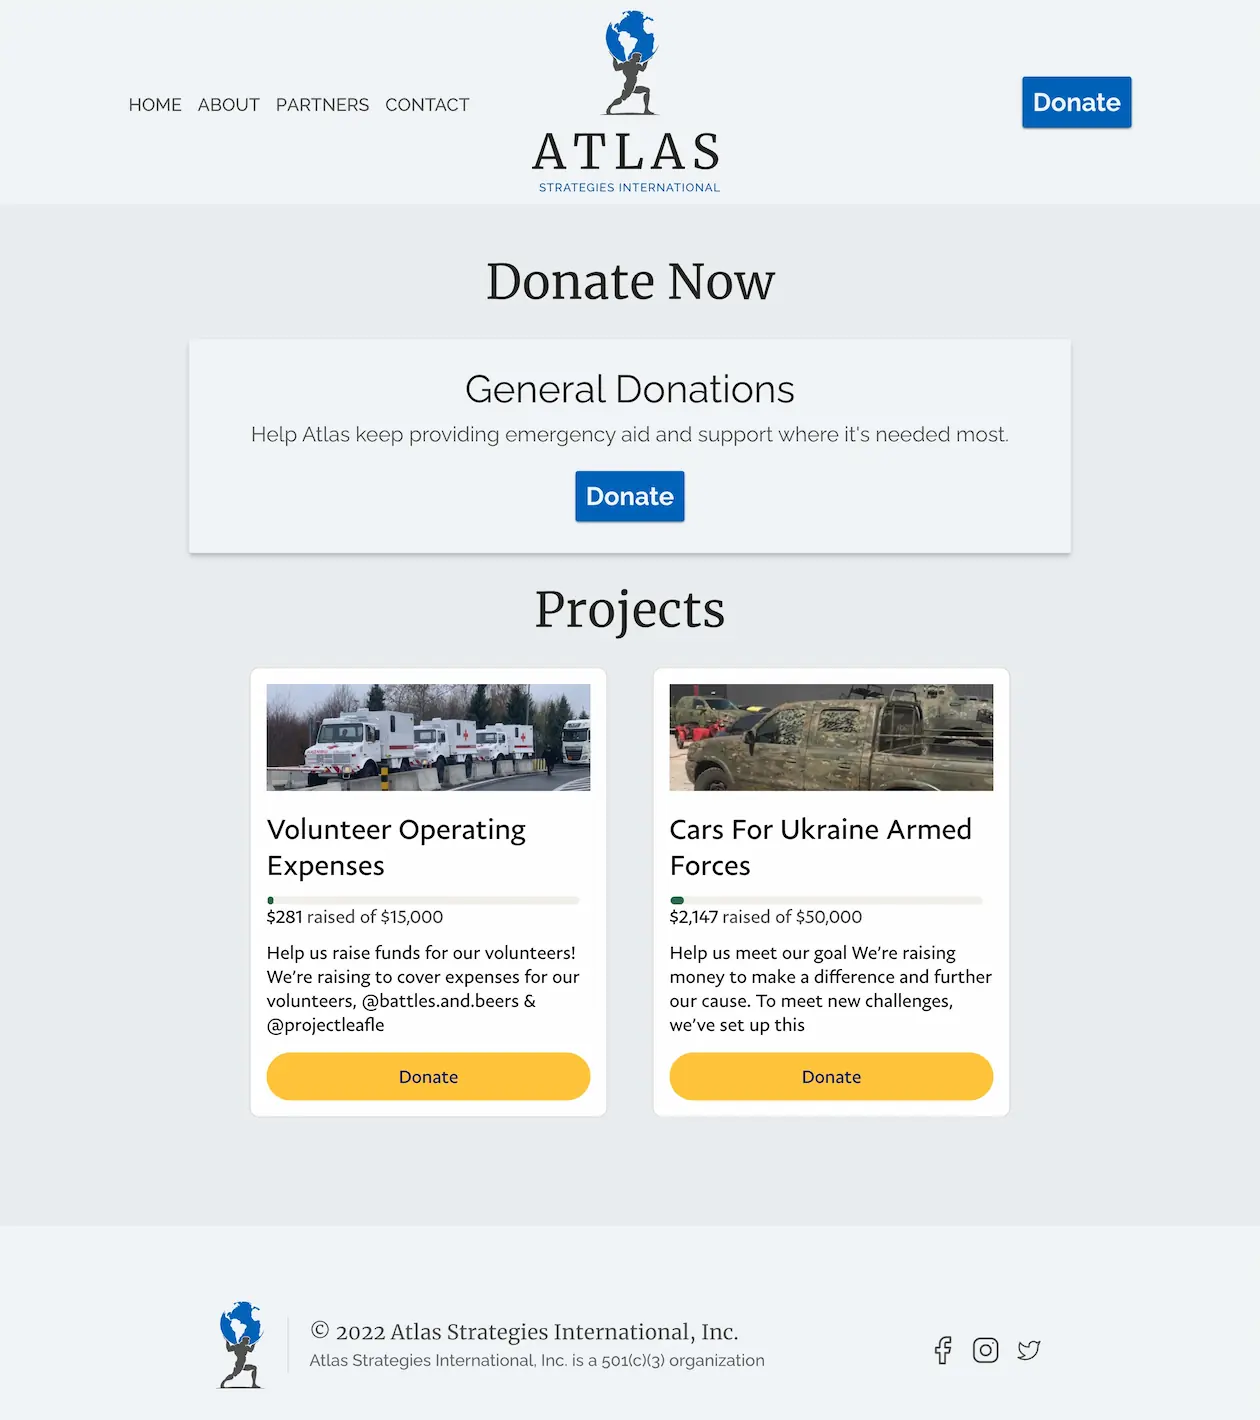 HOME ABOUT PARTNERS CONTACT
ATLAS
STRATEGIES INTERNATIONAL
Donate
Donate Now
General Donations
Help Atlas keep providing emergency aid and support where it's needed most.
Donate
Projects
Volunteer Operating
Expenses
$281 raised of $15,000
Help us raise funds for our volunteers!
We’re raising to cover expenses for our
volunteers, @battles.and.beers &
@projectleafle
Donate
Cars For Ukraine Armed
Forces
$2,147 raised of $50,000
Help us meet our goal We’re raising
money to make a difference and further
our cause. To meet new challenges,
we’ve set up this
Donate
© 2022 Atlas Strategies International, Inc.
Atlas Strategies International, Inc. is a 501(c)(3) organization